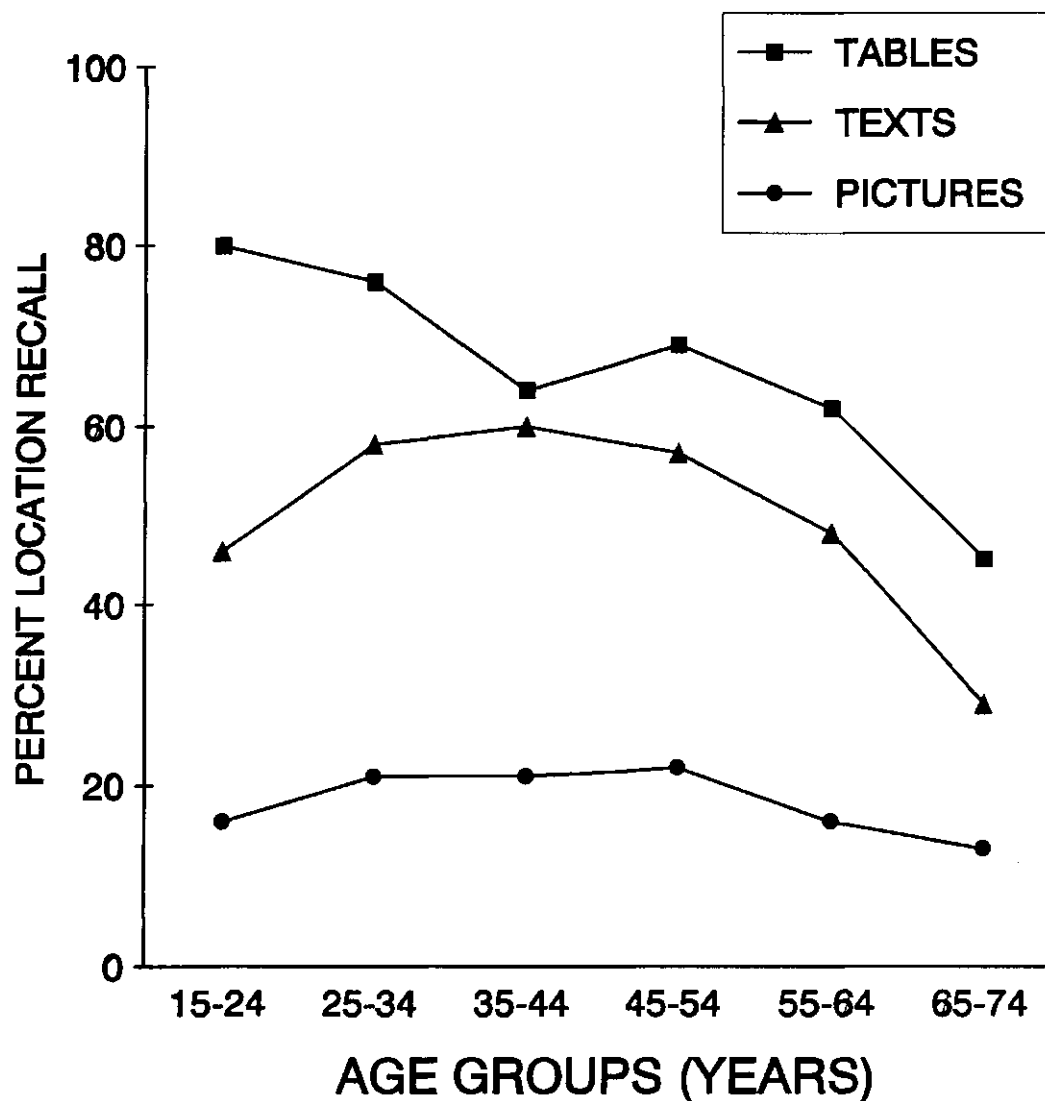 TABLES
TEXTS
PICTURES
PERCENT LOCATION RECALL
100
80
60
40
20
0
15-24 25-34 35-44 45-54 55-64 65-74
AGE GROUPS (YEARS)